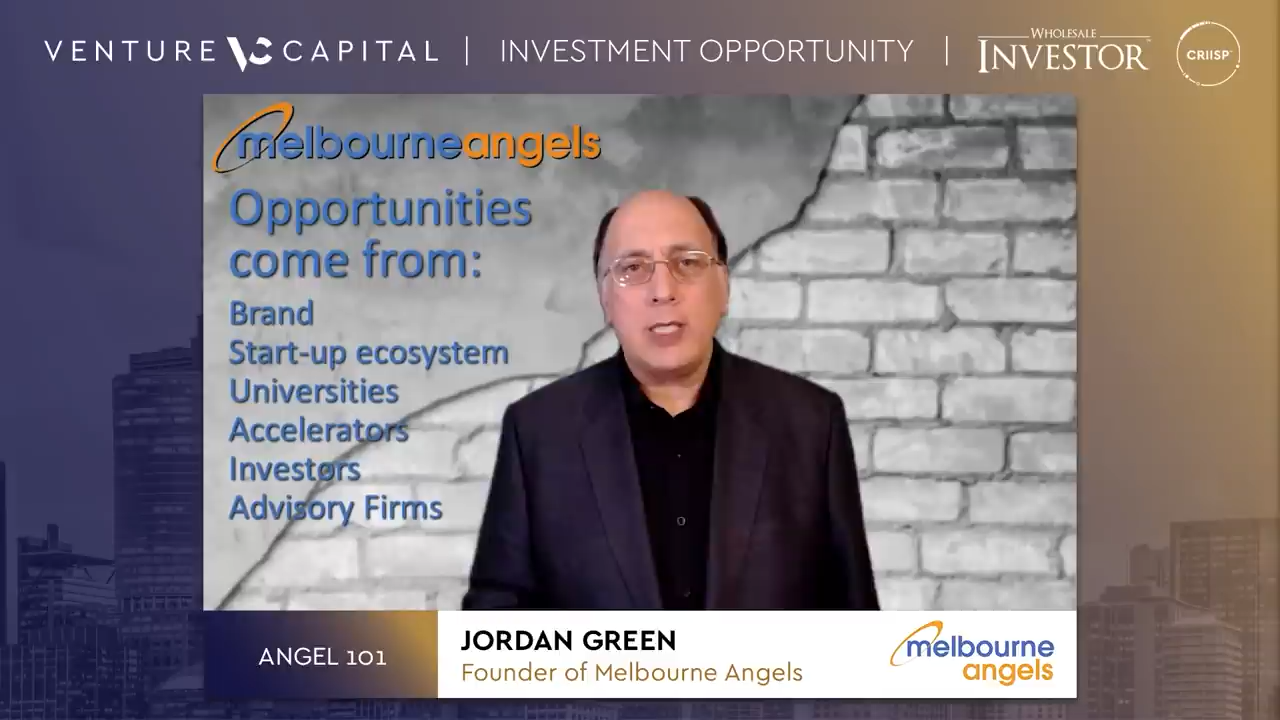 VENTURE VC CAPITAL | INVESTMENT OPPORTUNITY | WHOLESALE INVESTOR CRIISP
melbourneangels
Opportunities
come from:
Brand
Start-up ecosystem
Universities
Accelerators
Investors
Advisory Firms
ANGEL 101
JORDAN GREEN
Founder of Melbourne Angels
melbourne
angels